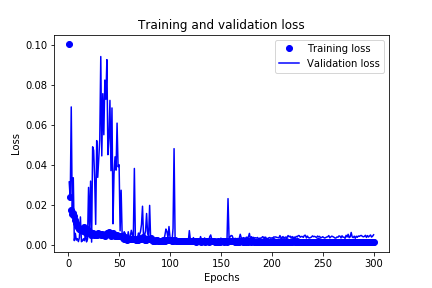 Training and validation loss
Training loss
Validation loss
0.10
0.08
0.06
0.04
0.02
0.00
Loss
0
50
100
150
200
250
300
Epochs